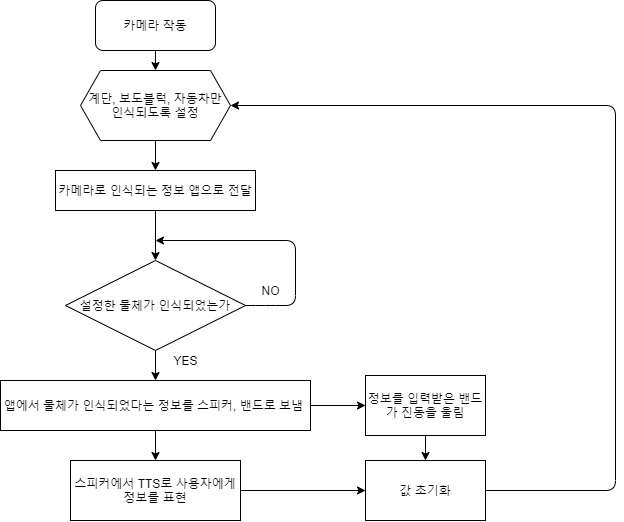 카메라 작동
계단, 보도블럭, 자동차만
인식되도록 설정
카메라로 인식되는 정보 앱으로 전달
설정한 물체가 인식되었는가
NO
YES
앱에서 물체가 인식되었다는 정보를 스피커, 밴드로 보냄
정보를 입력받은 밴드
가 진동을 울림
스피커에서 TTS로 사용자에게
정보를 표현
값 초기화